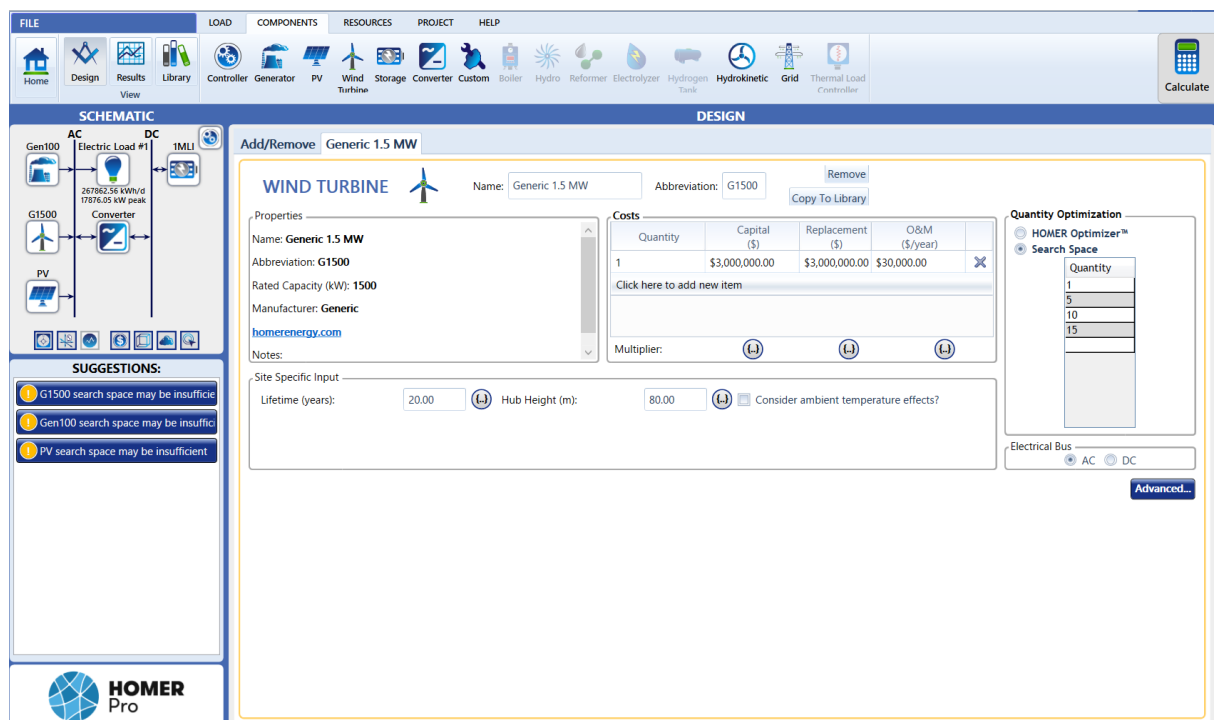 FILE
LOAD
COMPONENTS
RESOURCES
PROJECT
HELP
Home
Design
Results
Library
View
Controller
Generator
PV
Wind Turbine
Storage
Converter
Custom
Boiler
Hydro
Reformer
Electrolyzer
Hydrogen Tank
Hydrokinetic
Grid
Thermal Load Controller
Calculate
SCHEMATIC
AC
DC
Gen100
Electric Load #1
1MLI
267862.56 kWh/d
17876.05 kW peak
G1500
Converter
PV
SUGGESTIONS:
G1500 search space may be insufficie
Gen100 search space may be insuffici
PV search space may be insufficient
HOMER
Pro
DESIGN
Add/Remove
Generic 1.5 MW
WIND TURBINE
Name: Generic 1.5 MW
Abbreviation: G1500
Remove
Copy To Library
Properties
Name: Generic 1.5 MW
Abbreviation: G1500
Rated Capacity (kW): 1500
Manufacturer: Generic
homerenergy.com
Notes:
Costs
Quantity
Capital ($)
Replacement ($)
O&M ($/year)
1 $3,000,000.00 $3,000,000.00 $30,000.00
Click here to add new item
Multiplier: {..} {..} {..}
Site Specific Input
Lifetime (years): 20.00 {..} Hub Height (m): 80.00 {..} Consider ambient temperature effects?
Quantity Optimization
HOMER Optimizer™
Search Space
Quantity
1
5
10
15
Electrical Bus
AC DC
Advanced...